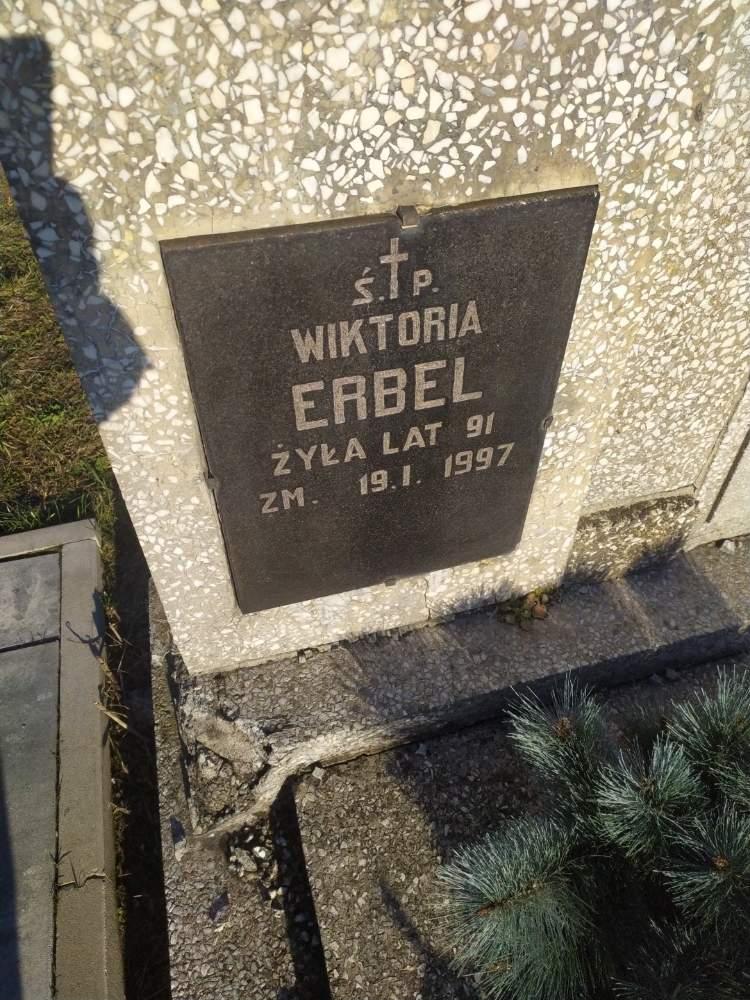 Ś.†P.
WIKTORIA
ERBEL
ŻYŁA LAT 91
ZM. 19.I. 1997